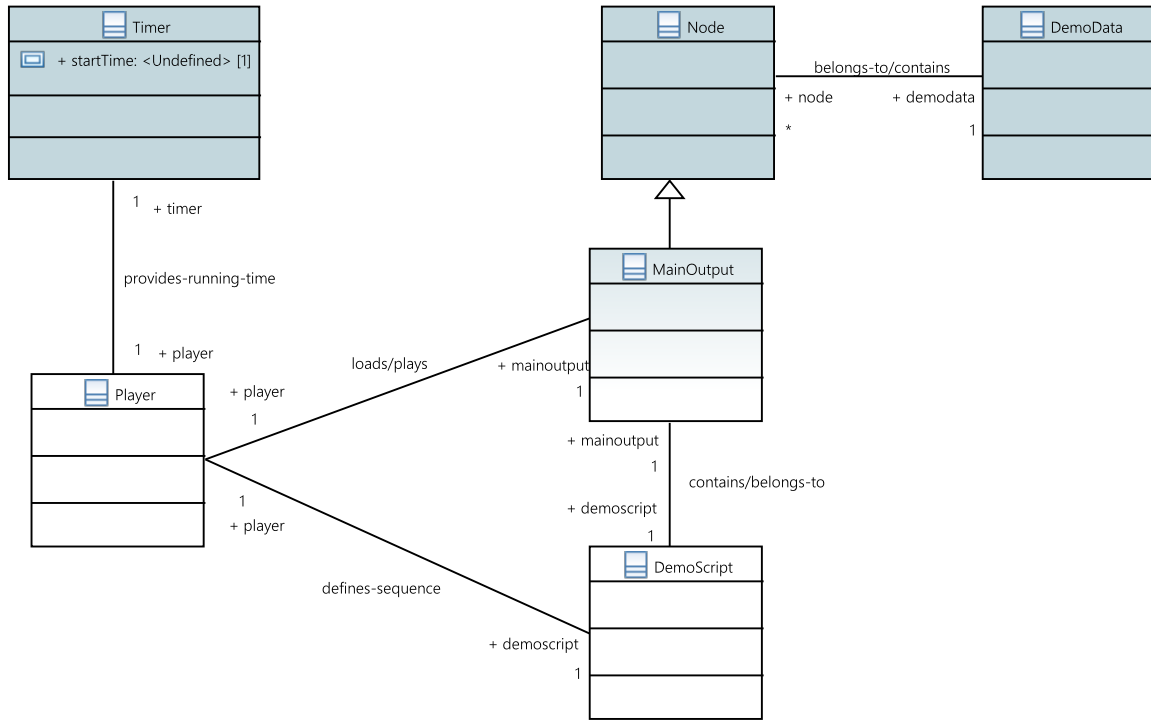 Timer
+ startTime: <Undefined> [1]
Node
DemoData
belongs-to/contains
+ node
+ demodata
*
1
1
+ timer
provides-running-time
1
+ player
MainOutput
loads/plays
+ mainoutput
1
Player
+ player
1
+ mainoutput
1
contains/belongs-to
1
+ player
+ demoscript
1
DemoScript
defines-sequence
+ demoscript
1